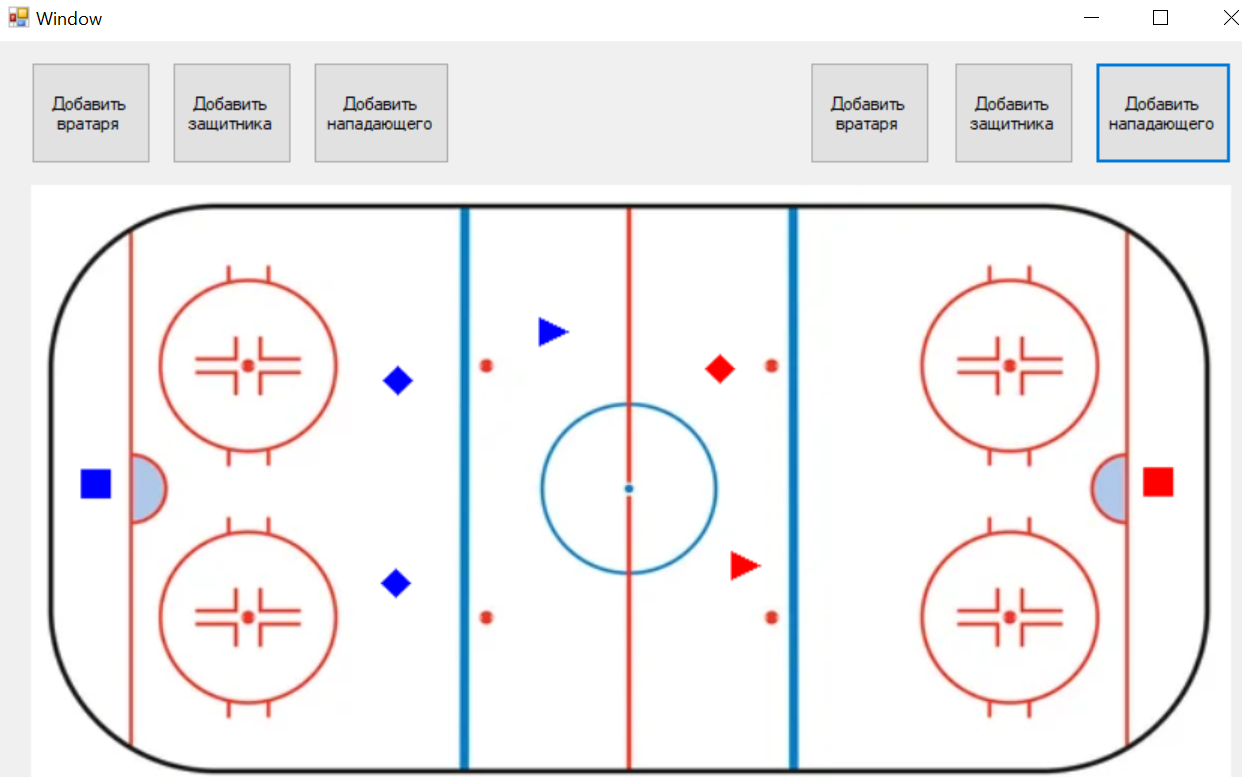 Window
Добавить
вратаря
Добавить
защитника
Добавить
нападающего
Добавить
вратаря
Добавить
защитника
Добавить
нападающего